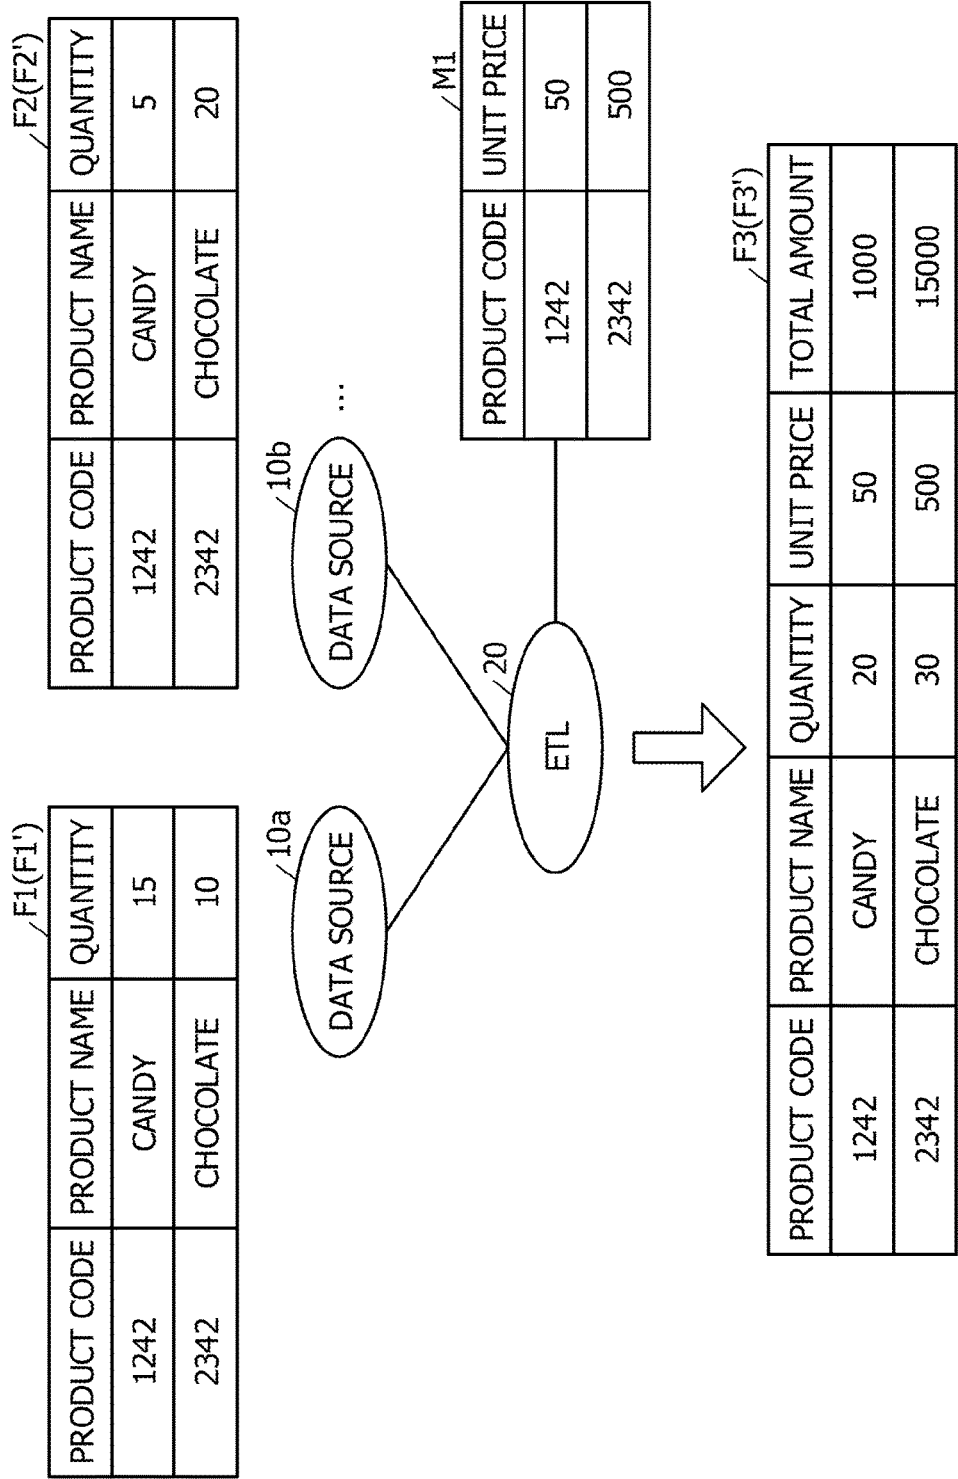 F1(F1')
PRODUCT CODE PRODUCT NAME QUANTITY
1242 CANDY 15
2342 CHOCOLATE 10
F2(F2')
PRODUCT CODE PRODUCT NAME QUANTITY
1242 CANDY 5
2342 CHOCOLATE 20
10a
DATA SOURCE
10b
DATA SOURCE
...
20
ETL
M1
PRODUCT CODE UNIT PRICE
1242 50
2342 500
F3(F3')
PRODUCT CODE PRODUCT NAME QUANTITY UNIT PRICE TOTAL AMOUNT
1242 CANDY 20 50 1000
2342 CHOCOLATE 30 500 15000